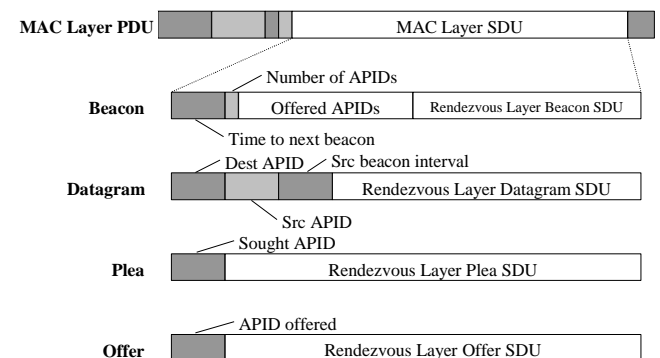 MAC Layer PDU
MAC Layer SDU
Number of APIDs
Beacon
Offered APIDs
Rendezvous Layer Beacon SDU
Time to next beacon
Dest APID
Src beacon interval
Datagram
Rendezvous Layer Datagram SDU
Src APID
Sought APID
Plea
Rendezvous Layer Plea SDU
APID offered
Offer
Rendezvous Layer Offer SDU